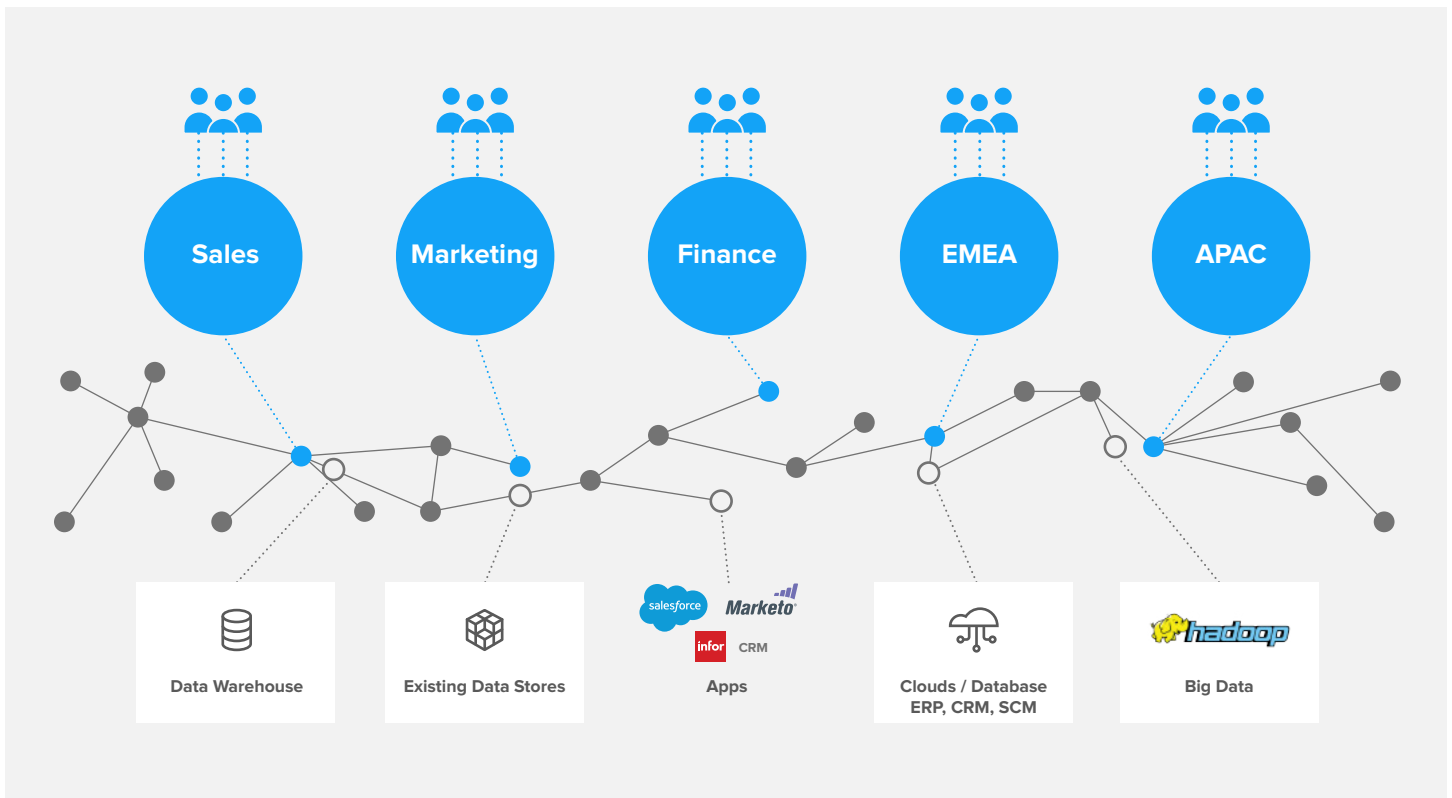 Sales
Marketing
Finance
EMEA
APAC
salesforce
Marketo
infor
CRM
hadoop
Data Warehouse
Existing Data Stores
Apps
Clouds / Database
ERP, CRM, SCM
Big Data